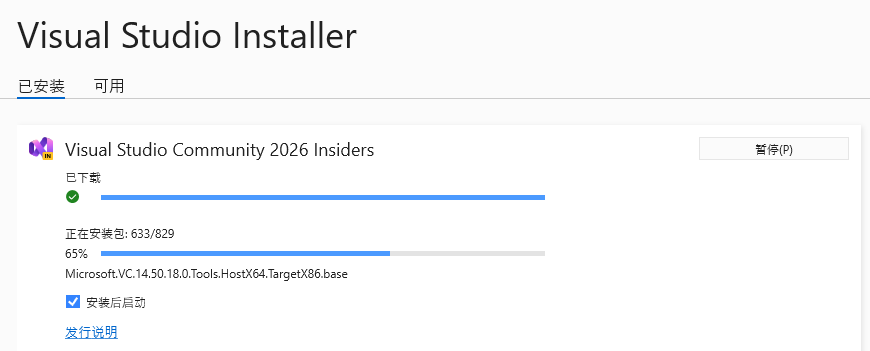 Visual Studio Installer
已安装 可用
Visual Studio Community 2026 Insiders
暂停(P)
已下载
正在安装包: 633/829
65%
Microsoft.VC.14.50.18.0.Tools.HostX64.TargetX86.base
安装后启动
发行说明
IN